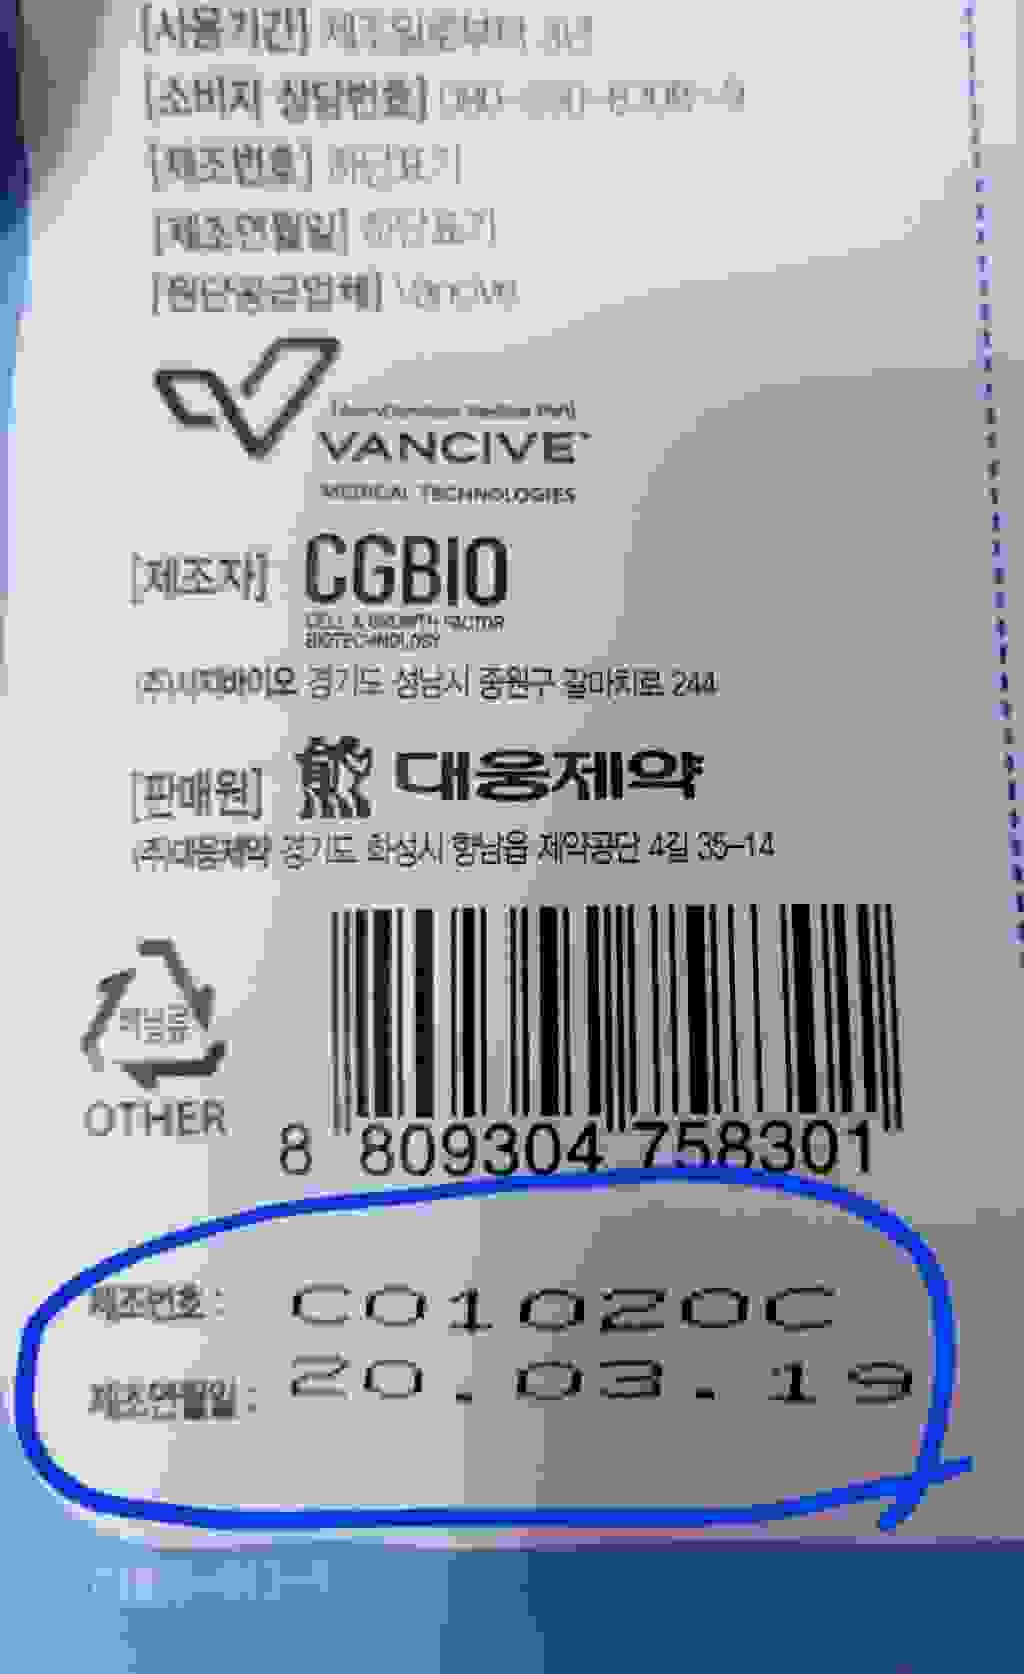 [사용기간] 제조일로부터 3년
[소비자 상담번호]
[제조번호] 하단표기
[제조연월일] 하단표기
[원단공급업체] Vancive
VANCIVE™
MEDICAL TECHNOLOGIES
[제조자] CGBIO
CELL & GROWTH FACTOR
BIOTECHNOLOGY
(주)시지바이오 경기도 성남시 중원구 갈마치로 244
[판매원] 대웅제약
(주)대웅제약 경기도 화성시 향남읍 제약공단 4길 35-14
비닐류
OTHER
8 809304 758301
제조번호 : C01020C
제조연월일 : 20.03.19